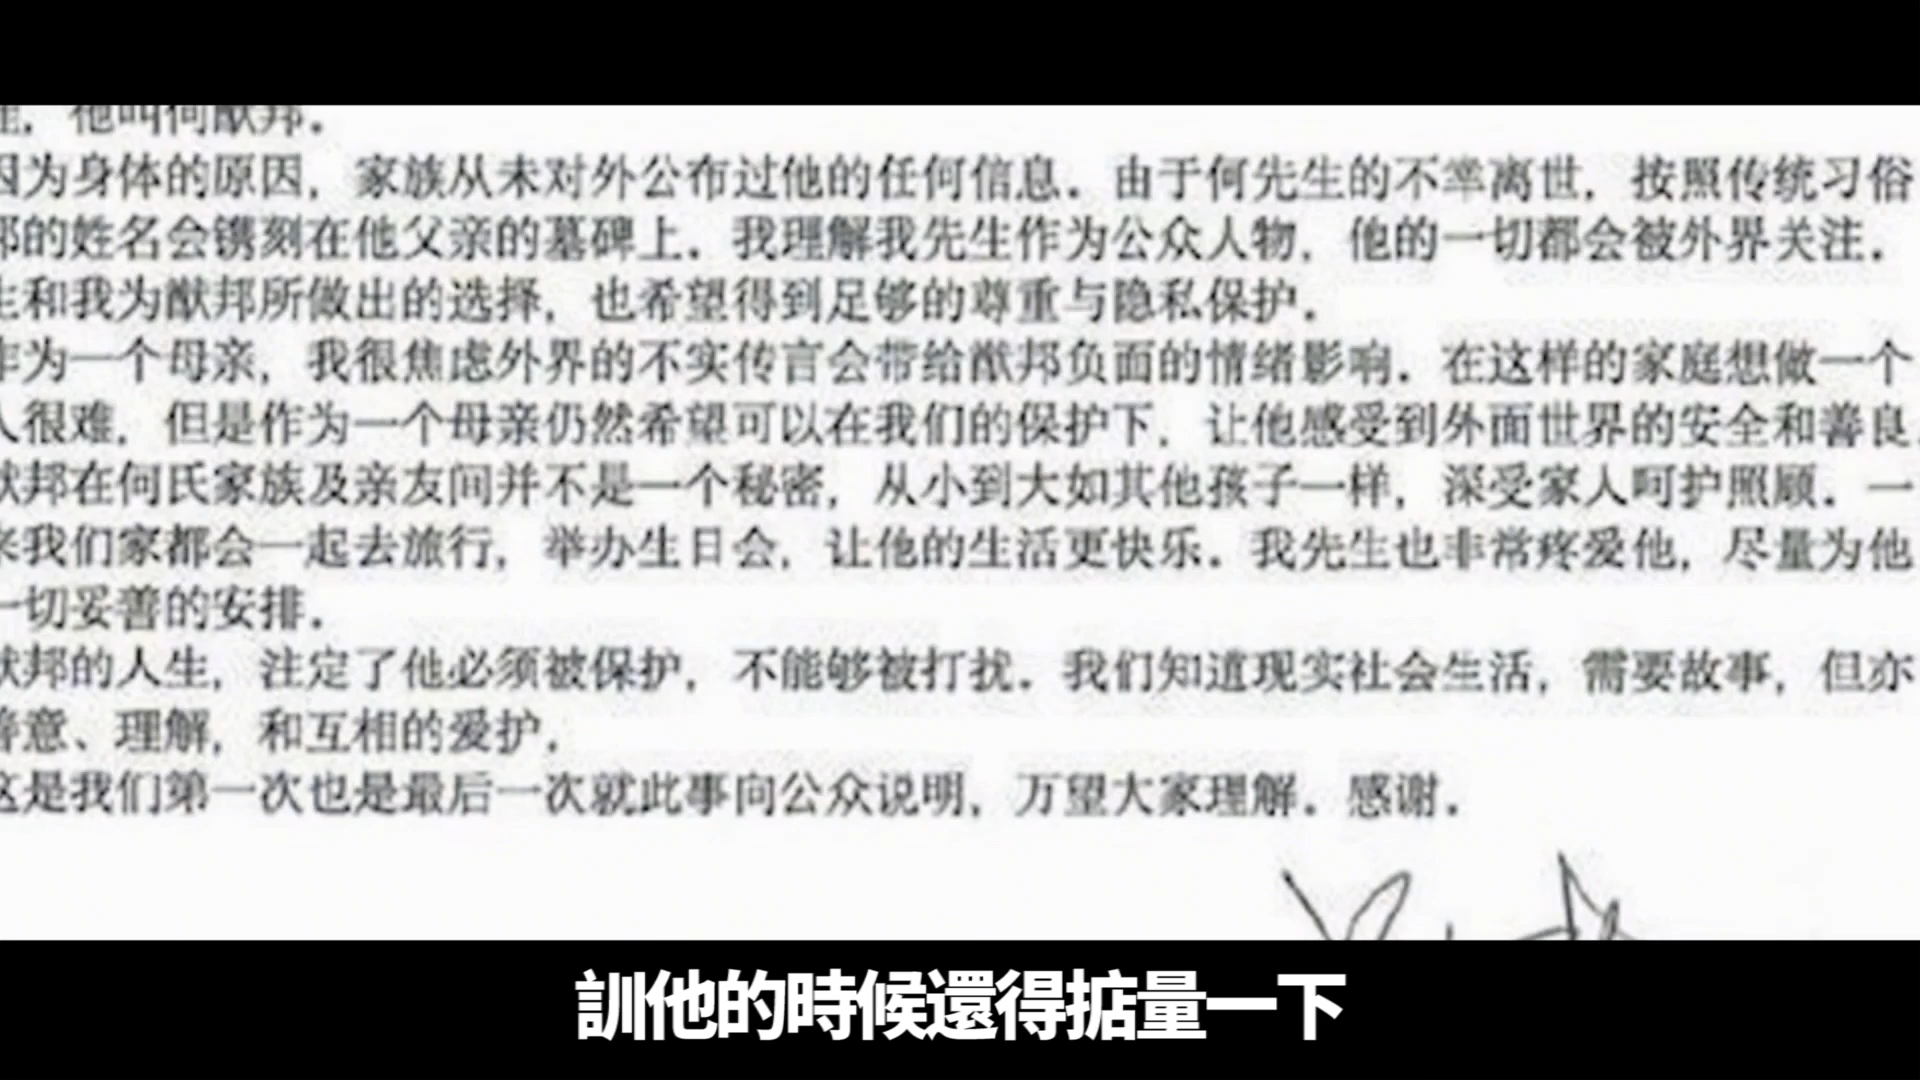 他叫何猷邦。
因为身体的原因，家族从未对外公布过他的任何信息。由于何先生的不幸离世，按照传统习俗
邦的姓名会镌刻在他父亲的墓碑上。我理解我先生作为公众人物，他的一切都会被外界关注。
生和我为猷邦所做出的选择，也希望得到足够的尊重与隐私保护。
作为一个母亲，我很焦虑外界的不实传言会带给猷邦负面的情绪影响。在这样的家庭想做一个
人很难，但是作为一个母亲仍然希望可以在我们的保护下，让他感受到外面世界的安全和善良
猷邦在何氏家族及亲友间并不是一个秘密，从小到大如其他孩子一样，深受家人呵护照顾。一
来我们家都会一起去旅行，举办生日会，让他的生活更快乐。我先生也非常疼爱他，尽量为他
一切妥善的安排。
猷邦的人生，注定了他必须被保护，不能够被打扰。我们知道现实社会生活，需要故事，但亦
善意、理解，和互相的爱护。
这是我们第一次也是最后一次就此事向公众说明，万望大家理解。感谢。
訓他的時候還得掂量一下